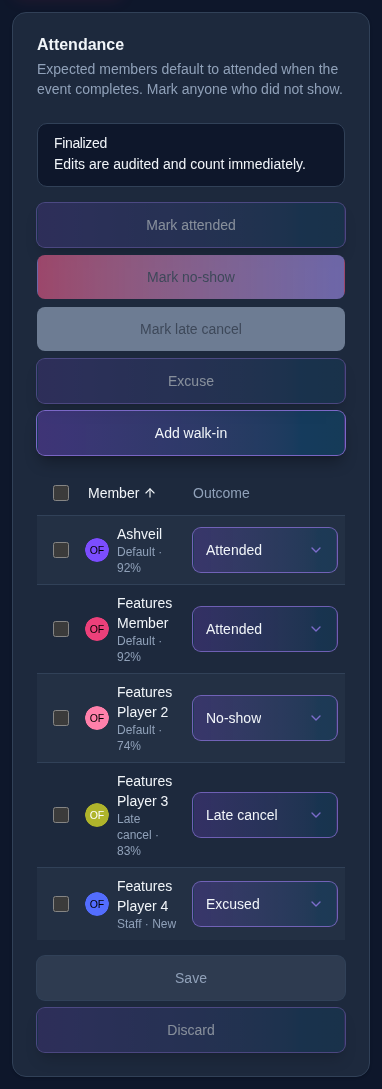 Attendance
Expected members default to attended when the
event completes. Mark anyone who did not show.
Finalized
Edits are audited and count immediately.
Mark attended
Mark no-show
Mark late cancel
Excuse
Add walk-in
Member ↑ Outcome
OF Ashveil
Default ·
92%
Attended
OF Features
Member
Default ·
92%
Attended
OF Features
Player 2
Default ·
74%
No-show
OF Features
Player 3
Late
cancel ·
83%
Late cancel
OF Features
Player 4
Staff · New
Excused
Save
Discard